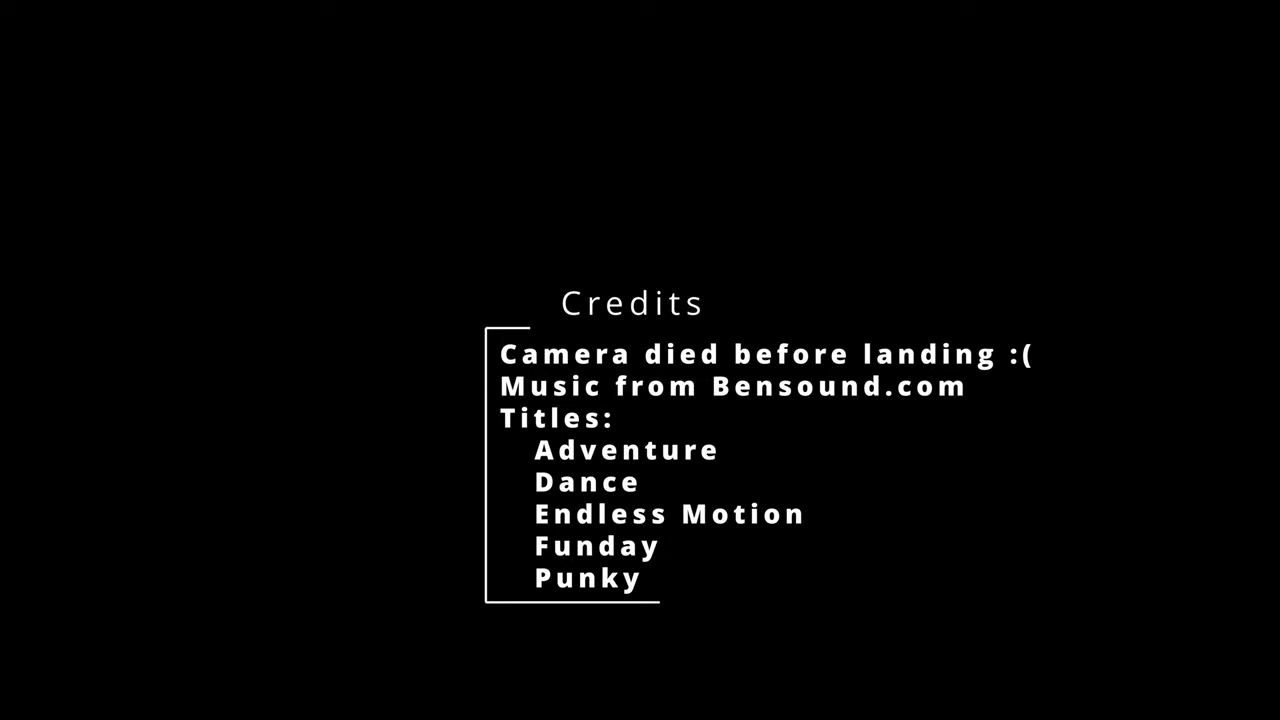 Credits
Camera died before landing :(
Music from Bensound.com
Titles:
Adventure
Dance
Endless Motion
Funday
Punky